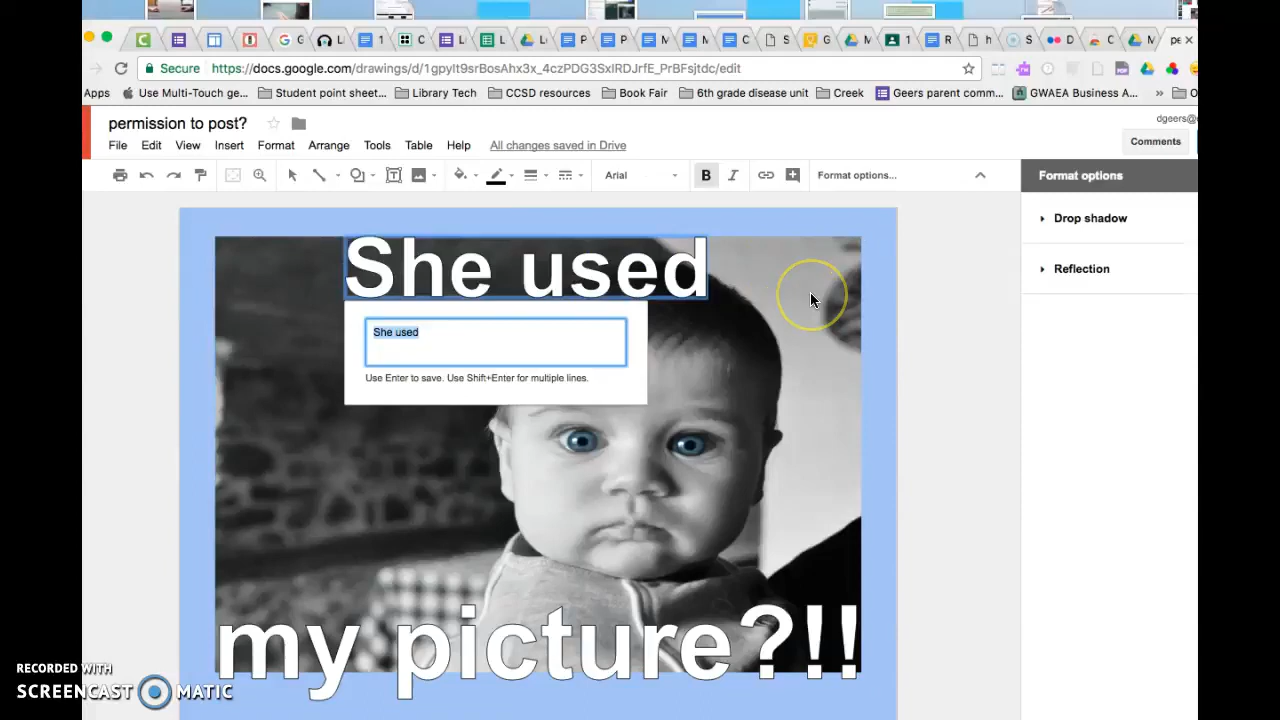 Secure https://docs.google.com/drawings/d/1gpyIt9srBosAhx3x_4czPDG3SxlRDJrfE_PrBFsjtdc/edit
Apps Use Multi-Touch ge... Student point sheet... Library Tech CCSD resources Book Fair 6th grade disease unit Creek Geers parent comm... GWAEA Business A... »
permission to post? dgeers@
File Edit View Insert Format Arrange Tools Table Help All changes saved in Drive Comments
Arial B I Format options...
Format options
Drop shadow
Reflection
She used
She used
Use Enter to save. Use Shift+Enter for multiple lines.
my picture?!!
RECORDED WITH
SCREENCAST MATIC